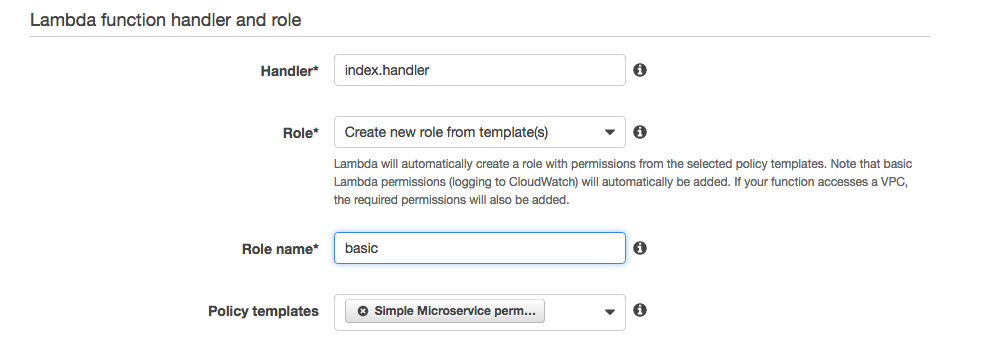 Lambda function handler and role
Handler* index.handler
Role* Create new role from template(s)
Lambda will automatically create a role with permissions from the selected policy templates. Note that basic
Lambda permissions (logging to CloudWatch) will automatically be added. If your function accesses a VPC,
the required permissions will also be added.
Role name* basic
Policy templates Simple Microservice perm...